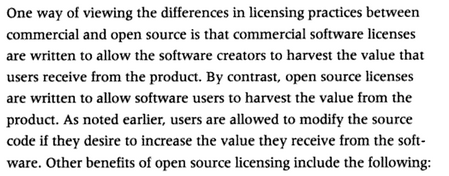 One way of viewing the differences in licensing practices between
commercial and open source is that commercial software licenses
are written to allow the software creators to harvest the value that
users receive from the product. By contrast, open source licenses
are written to allow software users to harvest the value from the
product. As noted earlier, users are allowed to modify the source
code if they desire to increase the value they receive from the soft-
ware. Other benefits of open source licensing include the following: